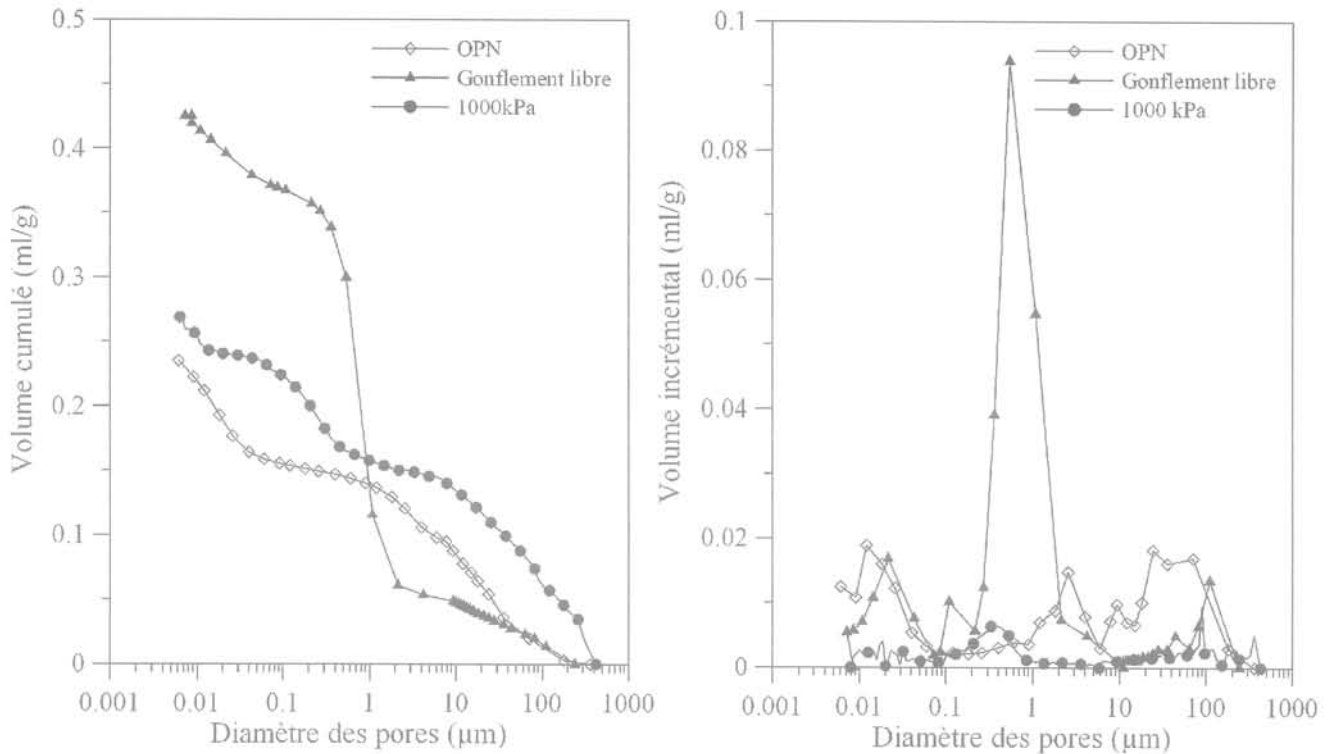 0.5
0.4
0.3
0.2
0.1
0
Volume cumulé (ml/g)
OPN
Gonflement libre
1000kPa
0.001 0.01 0.1 1 10 100 1000
Diamètre des pores (µm)
0.1
0.08
0.06
0.04
0.02
0
Volume incrémental (ml/g)
OPN
Gonflement libre
1000 kPa
0.001 0.01 0.1 1 10 100 1000
Diamètre des pores (µm)